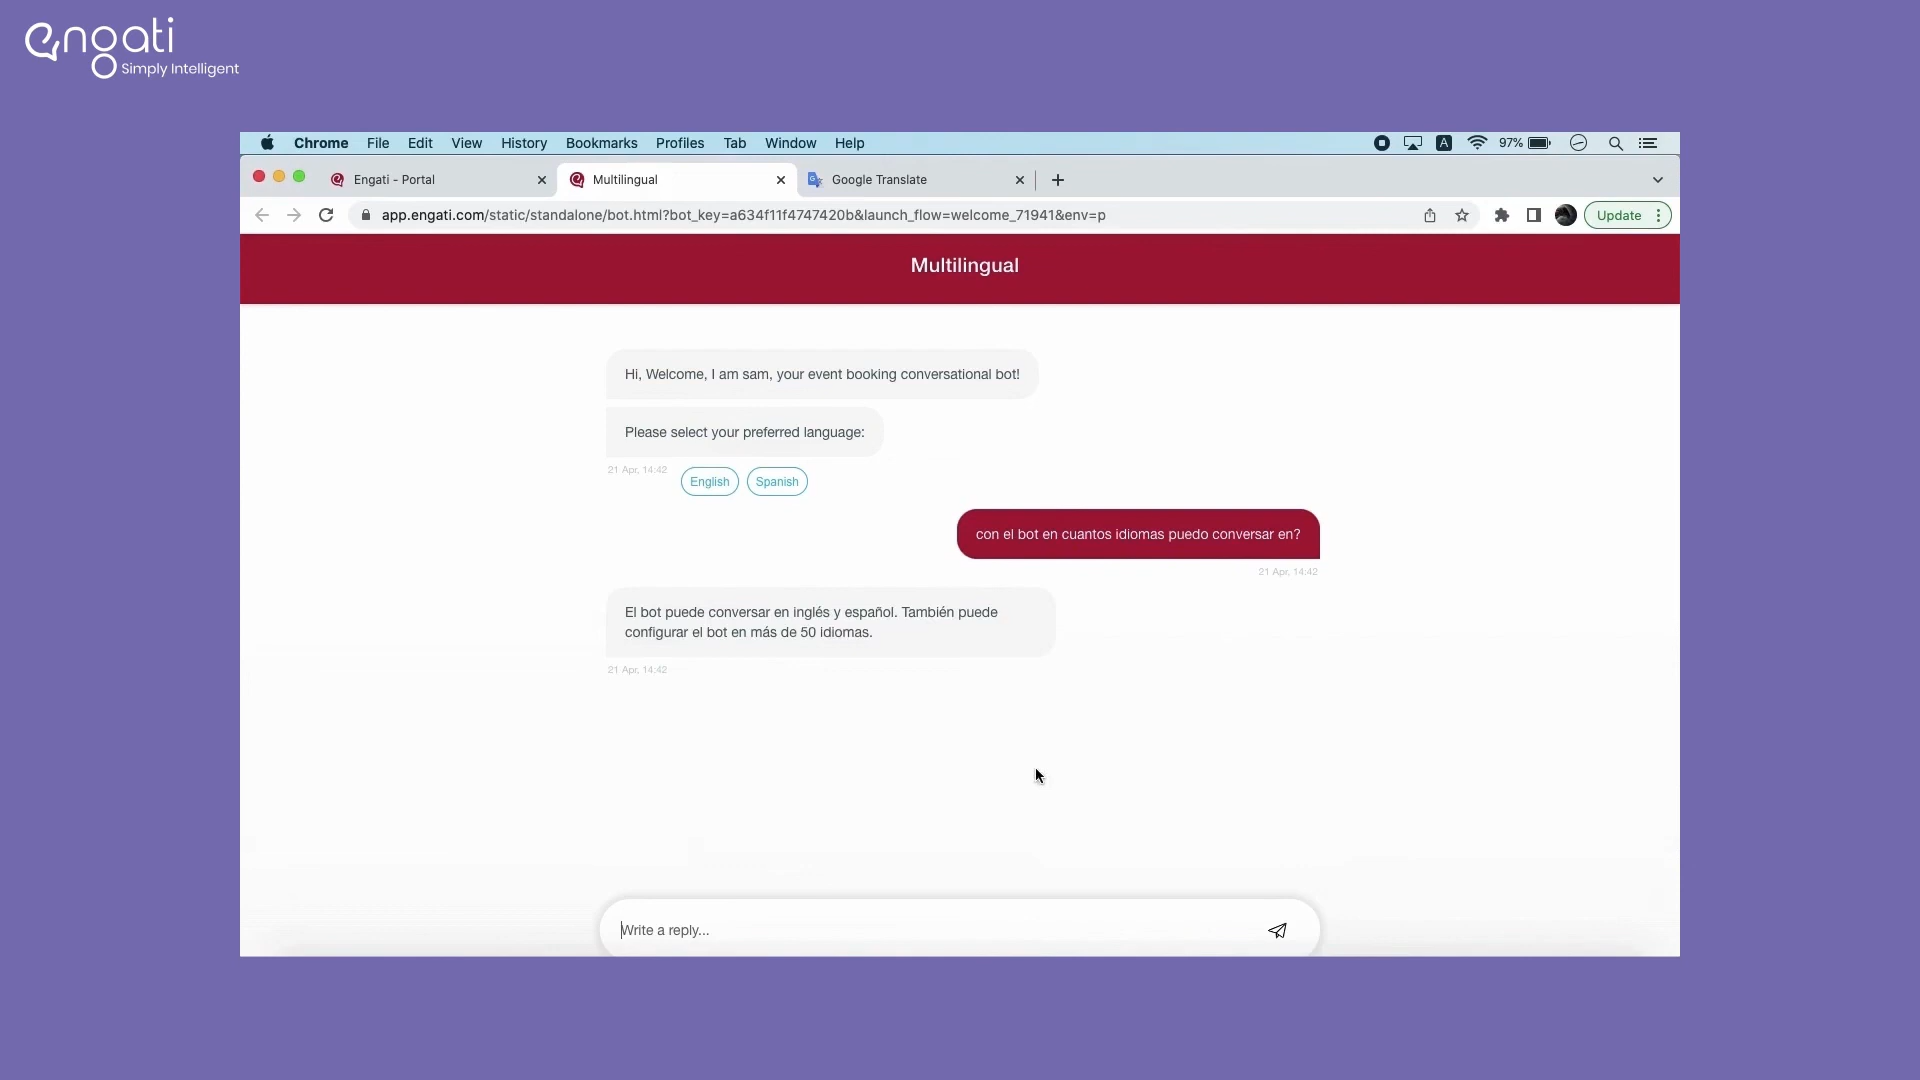 engati
Simply Intelligent
Chrome File Edit View History Bookmarks Profiles Tab Window Help
A 97%
Engati - Portal
Multilingual
Google Translate
app.engati.com/static/standalone/bot.html?bot_key=a634f11f4747420b&launch_flow=welcome_71941&env=p
Update
Multilingual
Hi, Welcome, I am sam, your event booking conversational bot!
Please select your preferred language:
21 Apr, 14:42
English
Spanish
con el bot en cuantos idiomas puedo conversar en?
21 Apr, 14:42
El bot puede conversar en inglés y español. También puede
configurar el bot en más de 50 idiomas.
21 Apr, 14:42
Write a reply...